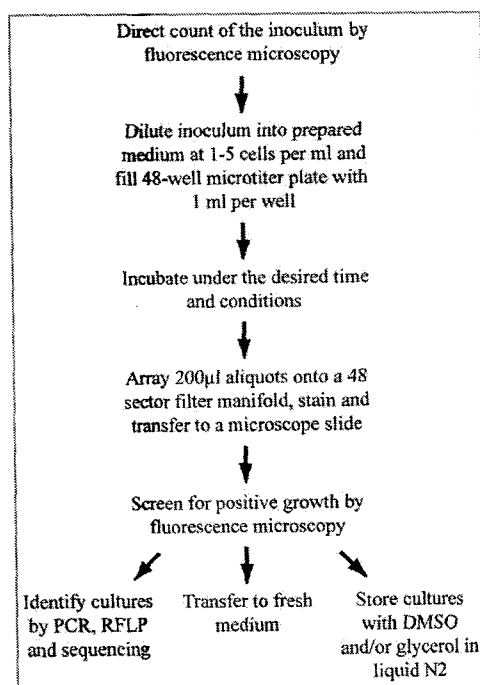 Direct count of the inoculum by
fluorescence microscopy
Dilute inoculum into prepared
medium at 1-5 cells per ml and
fill 48-well microtiter plate with
1 ml per well
Incubate under the desired time
and conditions
Array 200µl aliquots onto a 48
sector filter manifold, stain and
transfer to a microscope slide
Screen for positive growth by
fluorescence microscopy
Identify cultures
by PCR, RFLP
and sequencing
Transfer to fresh
medium
Store cultures
with DMSO
and/or glycerol in
liquid N2